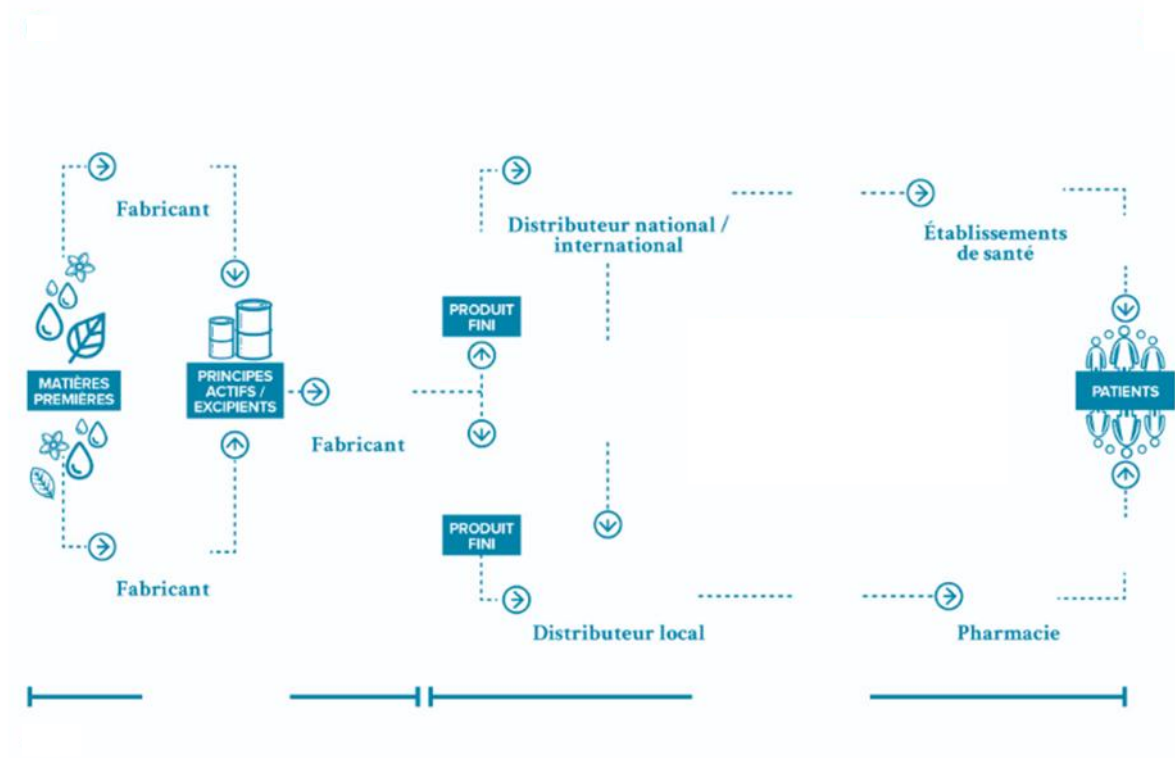 Fabricant
Distributeur national /
international
Établissements
de santé
PRODUIT
FINI
MATIÈRES
PREMIÈRES
PRINCIPES
ACTIFS /
EXCIPIENTS
PATIENTS
Fabricant
PRODUIT
FINI
Fabricant
Distributeur local
Pharmacie